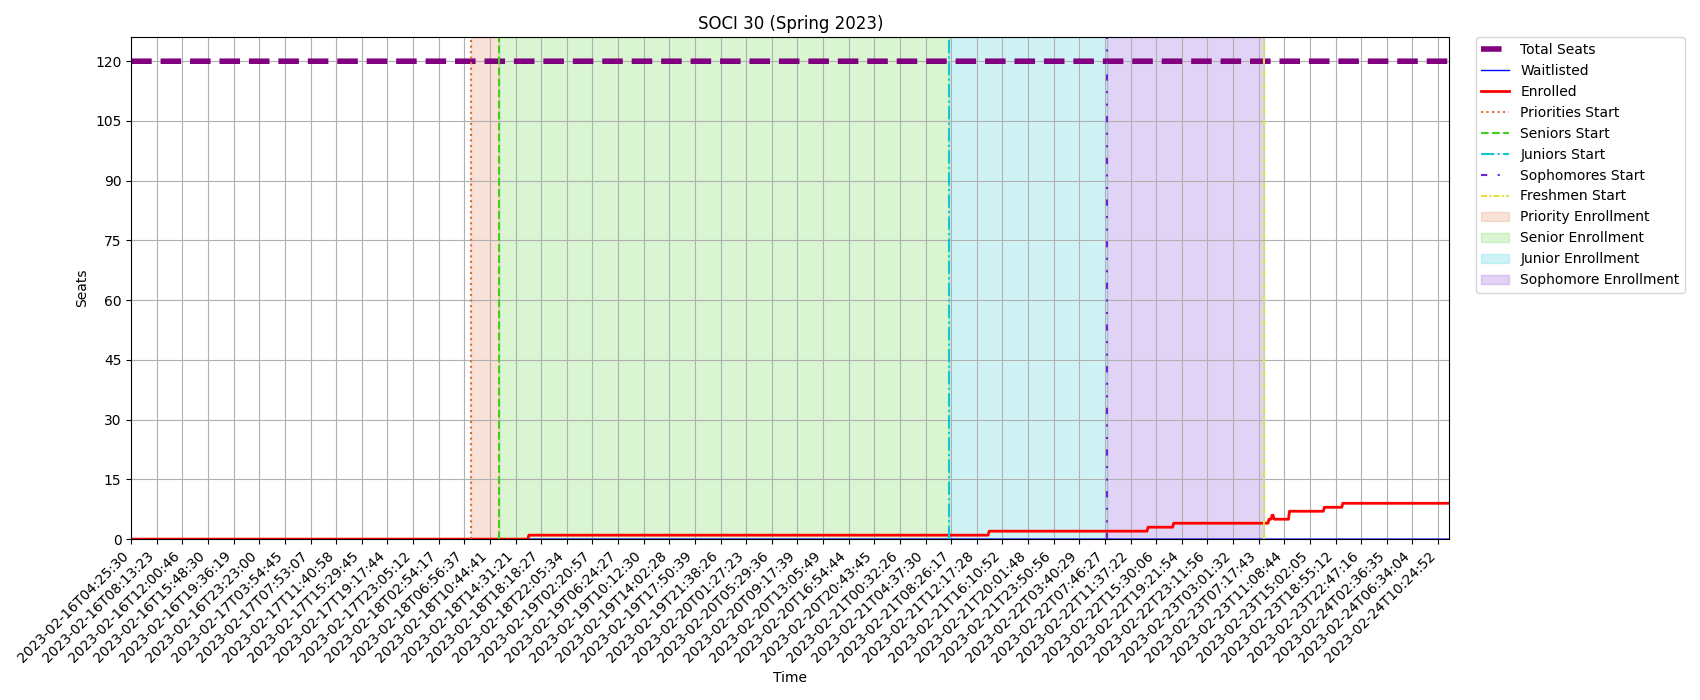 SOCI 30 (Spring 2023)
Seats
120
105
90
75
60
45
30
15
0
2023-02-16T04:25:30
2023-02-16T08:13:23
2023-02-16T12:00:46
2023-02-16T15:48:30
2023-02-16T19:36:19
2023-02-16T23:23:00
2023-02-17T03:54:45
2023-02-17T07:53:07
2023-02-17T11:40:58
2023-02-17T15:29:45
2023-02-17T19:17:44
2023-02-17T23:05:12
2023-02-18T02:54:17
2023-02-18T06:56:37
2023-02-18T10:44:41
2023-02-18T14:31:21
2023-02-18T18:18:27
2023-02-18T22:05:34
2023-02-19T02:20:57
2023-02-19T06:24:27
2023-02-19T10:12:30
2023-02-19T14:02:28
2023-02-19T17:50:39
2023-02-19T21:38:26
2023-02-20T01:27:23
2023-02-20T05:29:36
2023-02-20T09:17:39
2023-02-20T13:05:49
2023-02-20T16:54:44
2023-02-20T20:43:45
2023-02-21T00:32:26
2023-02-21T04:37:30
2023-02-21T08:26:17
2023-02-21T12:17:28
2023-02-21T16:10:52
2023-02-21T20:01:48
2023-02-21T23:50:56
2023-02-22T03:40:29
2023-02-22T07:46:27
2023-02-22T11:37:22
2023-02-22T15:30:06
2023-02-22T19:21:54
2023-02-22T23:11:56
2023-02-23T03:01:32
2023-02-23T07:17:43
2023-02-23T11:08:44
2023-02-23T15:02:05
2023-02-23T18:55:12
2023-02-23T22:47:16
2023-02-24T02:36:35
2023-02-24T06:34:04
2023-02-24T10:24:52
Time
Total Seats
Waitlisted
Enrolled
Priorities Start
Seniors Start
Juniors Start
Sophomores Start
Freshmen Start
Priority Enrollment
Senior Enrollment
Junior Enrollment
Sophomore Enrollment